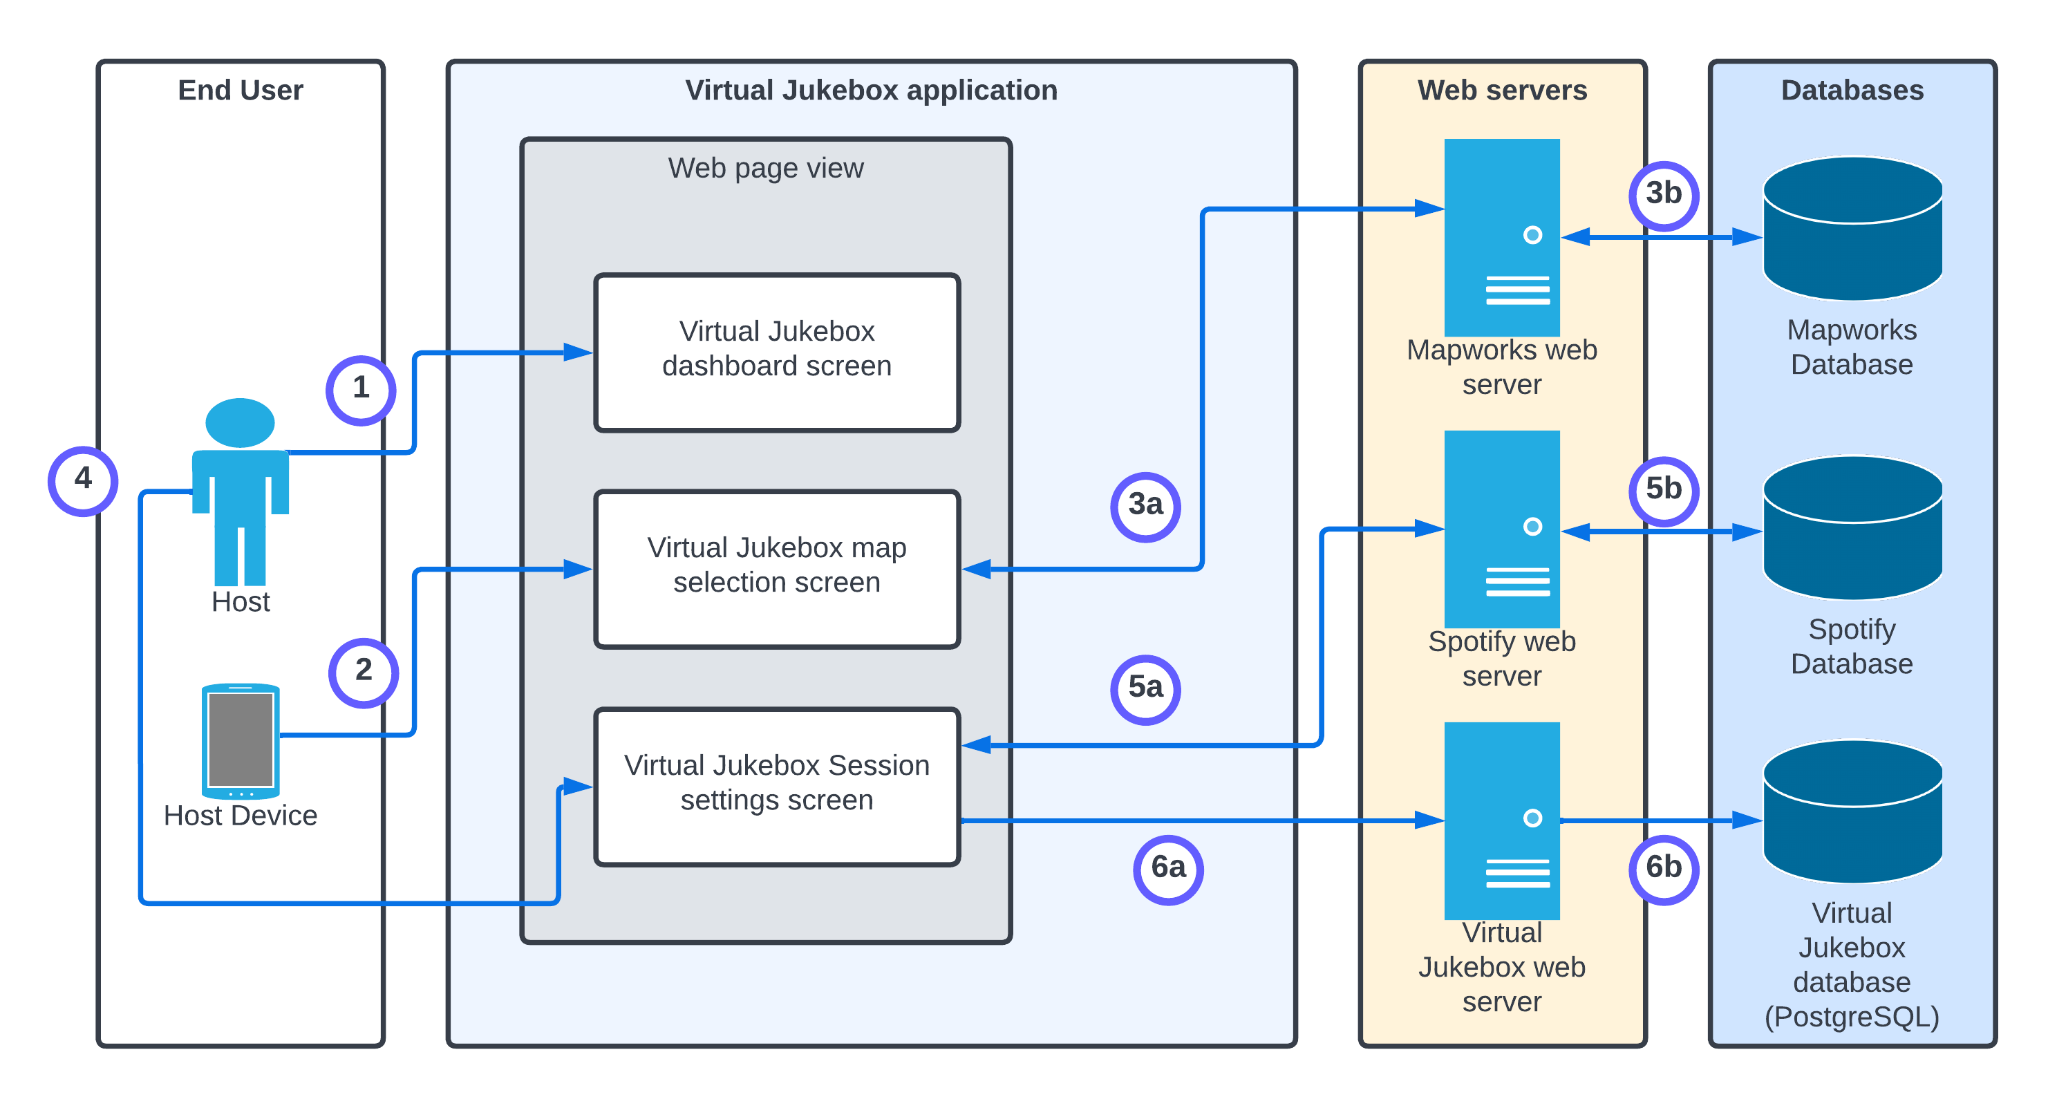 End User
Virtual Jukebox application
Web servers
Databases
Web page view
3b
Mapworks
Database
Mapworks web
server
Virtual Jukebox
dashboard screen
1
4
Host
2
Host Device
Virtual Jukebox map
selection screen
3a
5b
Spotify
Database
Spotify web
server
5a
Virtual Jukebox Session
settings screen
6a
6b
Virtual
Jukebox web
server
Virtual
Jukebox
database
(PostgreSQL)